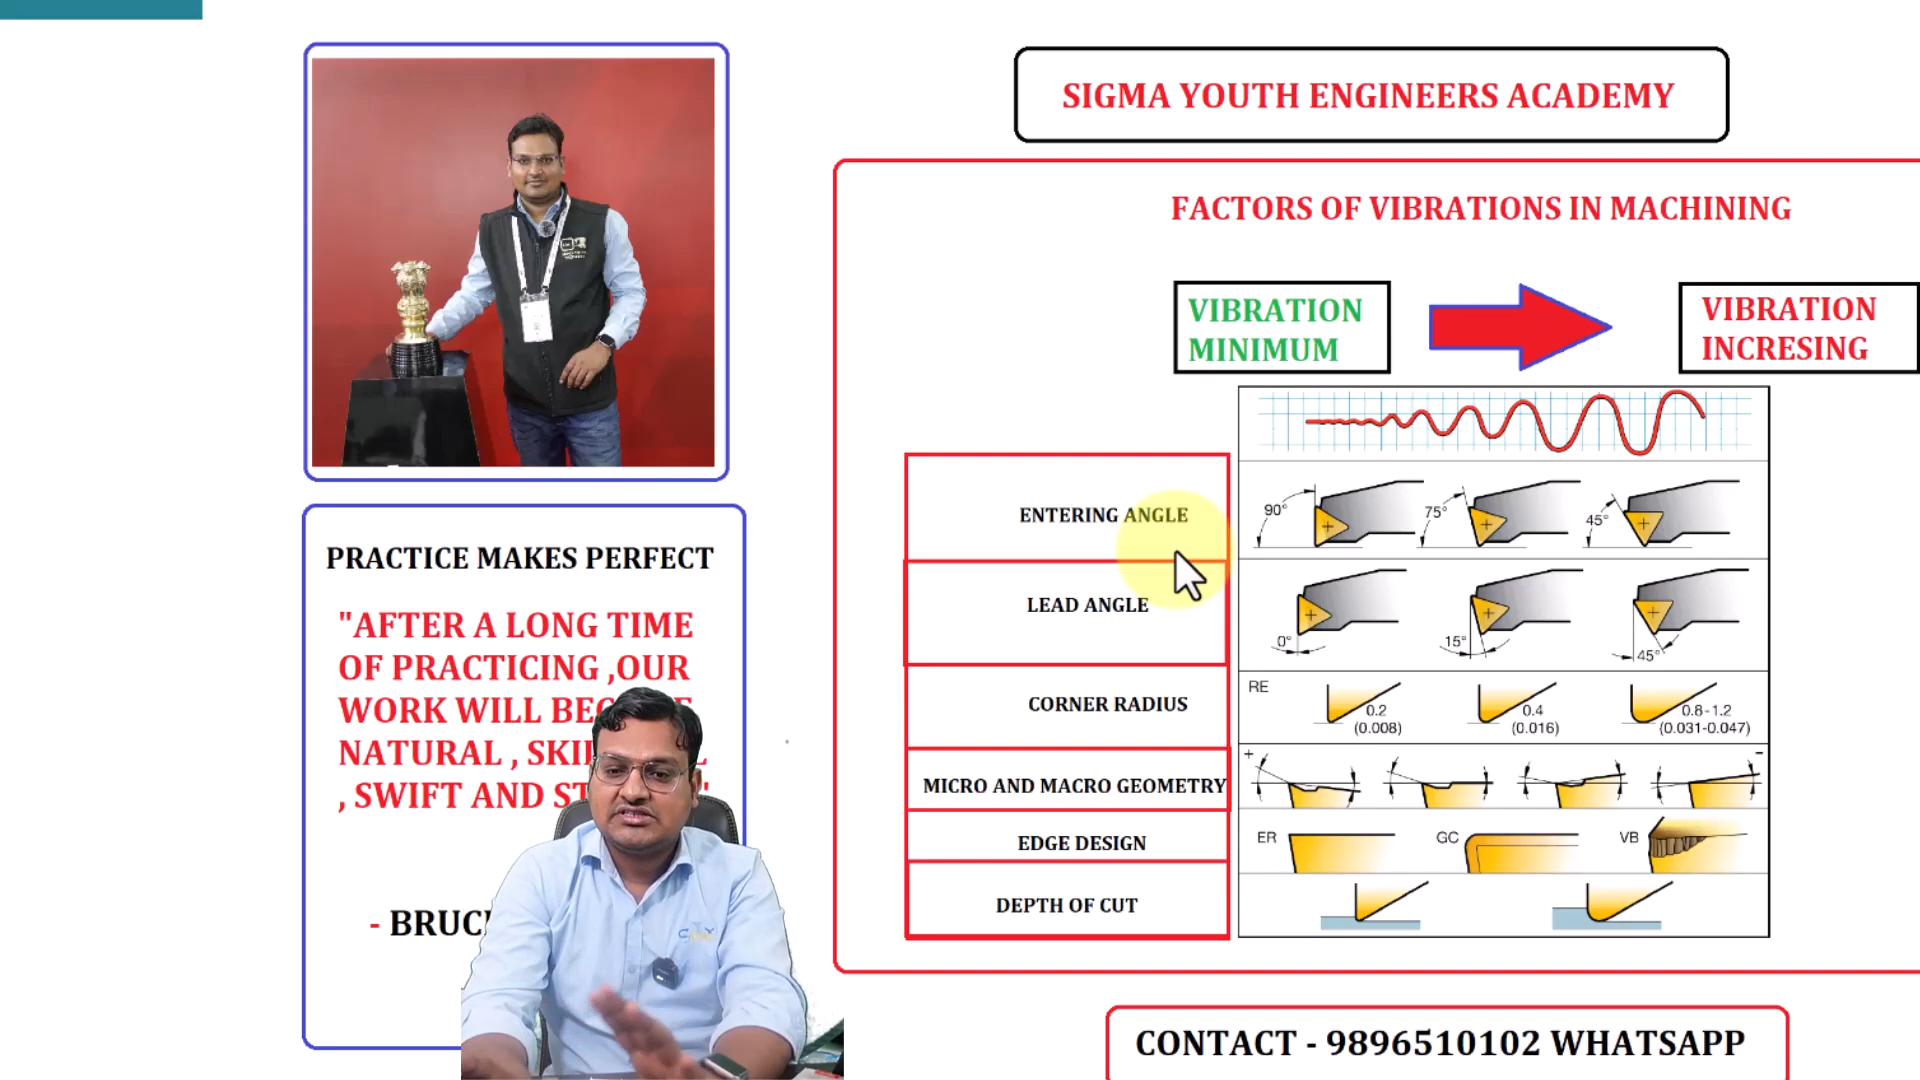 SIGMA YOUTH ENGINEERS ACADEMY
FACTORS OF VIBRATIONS IN MACHINING
VIBRATION
MINIMUM
VIBRATION
INCRESING
ENTERING ANGLE
90°
75°
45°
LEAD ANGLE
0°
15°
45°
CORNER RADIUS
RE
0.2
(0.008)
0.4
(0.016)
0.8-1.2
(0.031-0.047)
MICRO AND MACRO GEOMETRY
+
-
EDGE DESIGN
ER
GC
VB
DEPTH OF CUT
PRACTICE MAKES PERFECT
"AFTER A LONG TIME
OF PRACTICING ,OUR
WORK WILL
NATURAL ,
, SWIFT AND
-
CONTACT - 9896510102 WHATSAPP